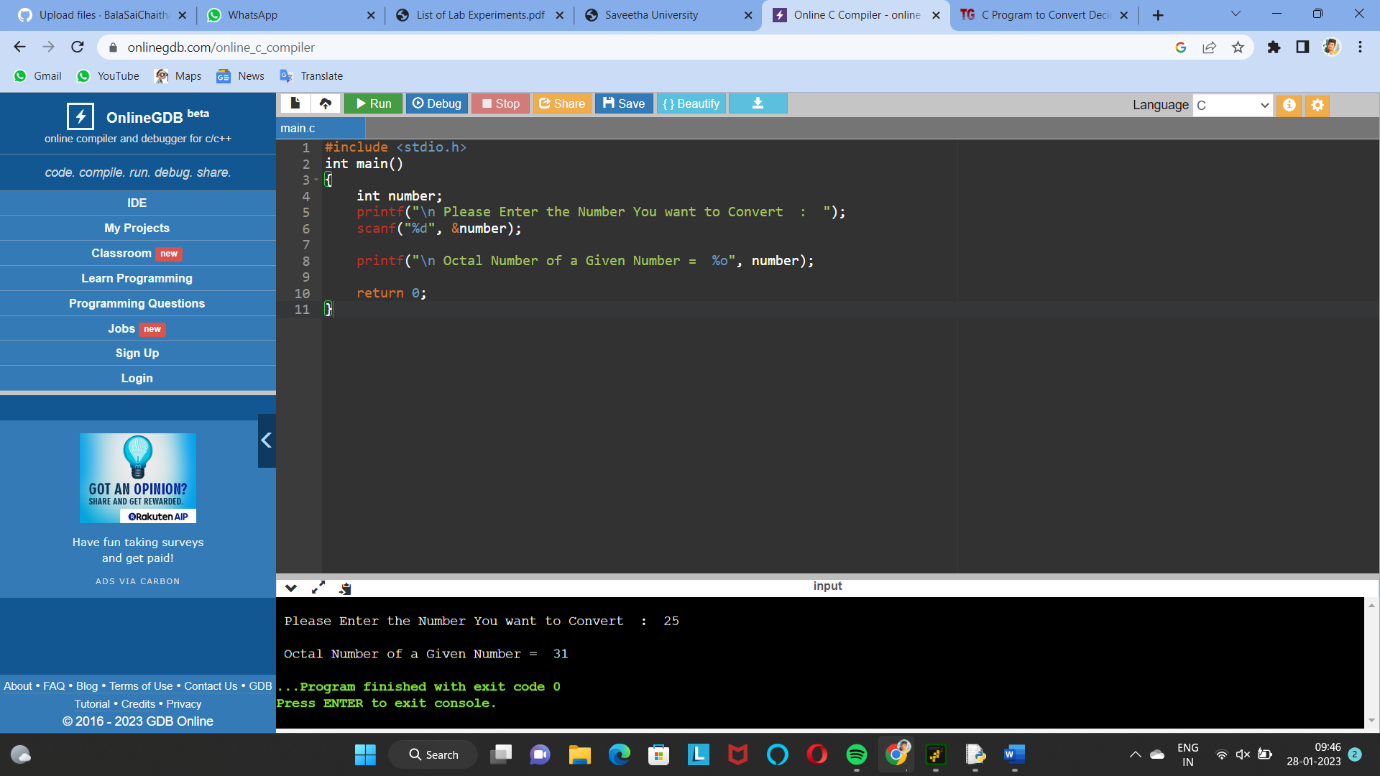 Upload files · BalaSaiChaith
WhatsApp
List of Lab Experiments.pdf
Saveetha University
Online C Compiler - online
TG C Program to Convert Deci
onlinegdb.com/online_c_compiler
Gmail
YouTube
Maps
News
Translate
OnlineGDB beta
online compiler and debugger for c/c++
code. compile. run. debug. share.
IDE
My Projects
Classroom new
Learn Programming
Programming Questions
Jobs new
Sign Up
Login
GOT AN OPINION?
SHARE AND GET REWARDED.
Rakuten AIP
Have fun taking surveys
and get paid!
ADS VIA CARBON
About • FAQ • Blog • Terms of Use • Contact Us • GDB
Tutorial • Credits • Privacy
© 2016 - 2023 GDB Online
Run
Debug
Stop
Share
Save
{ } Beautify
Language C
main.c
1 #include <stdio.h>
2 int main()
3 {
4 int number;
5 printf("\n Please Enter the Number You want to Convert  :  ");
6 scanf("%d", &number);
7
8 printf("\n Octal Number of a Given Number =  %o", number);
9
10 return 0;
11 }
input
Please Enter the Number You want to Convert  :  25
Octal Number of a Given Number =  31
...Program finished with exit code 0
Press ENTER to exit console.
Search
ENG
IN
09:46
28-01-2023
2